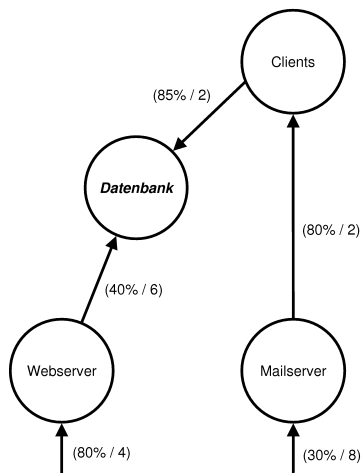 Clients
(85% / 2)
Datenbank
(80% / 2)
(40% / 6)
Webserver
Mailserver
(80% / 4)
(30% / 8)